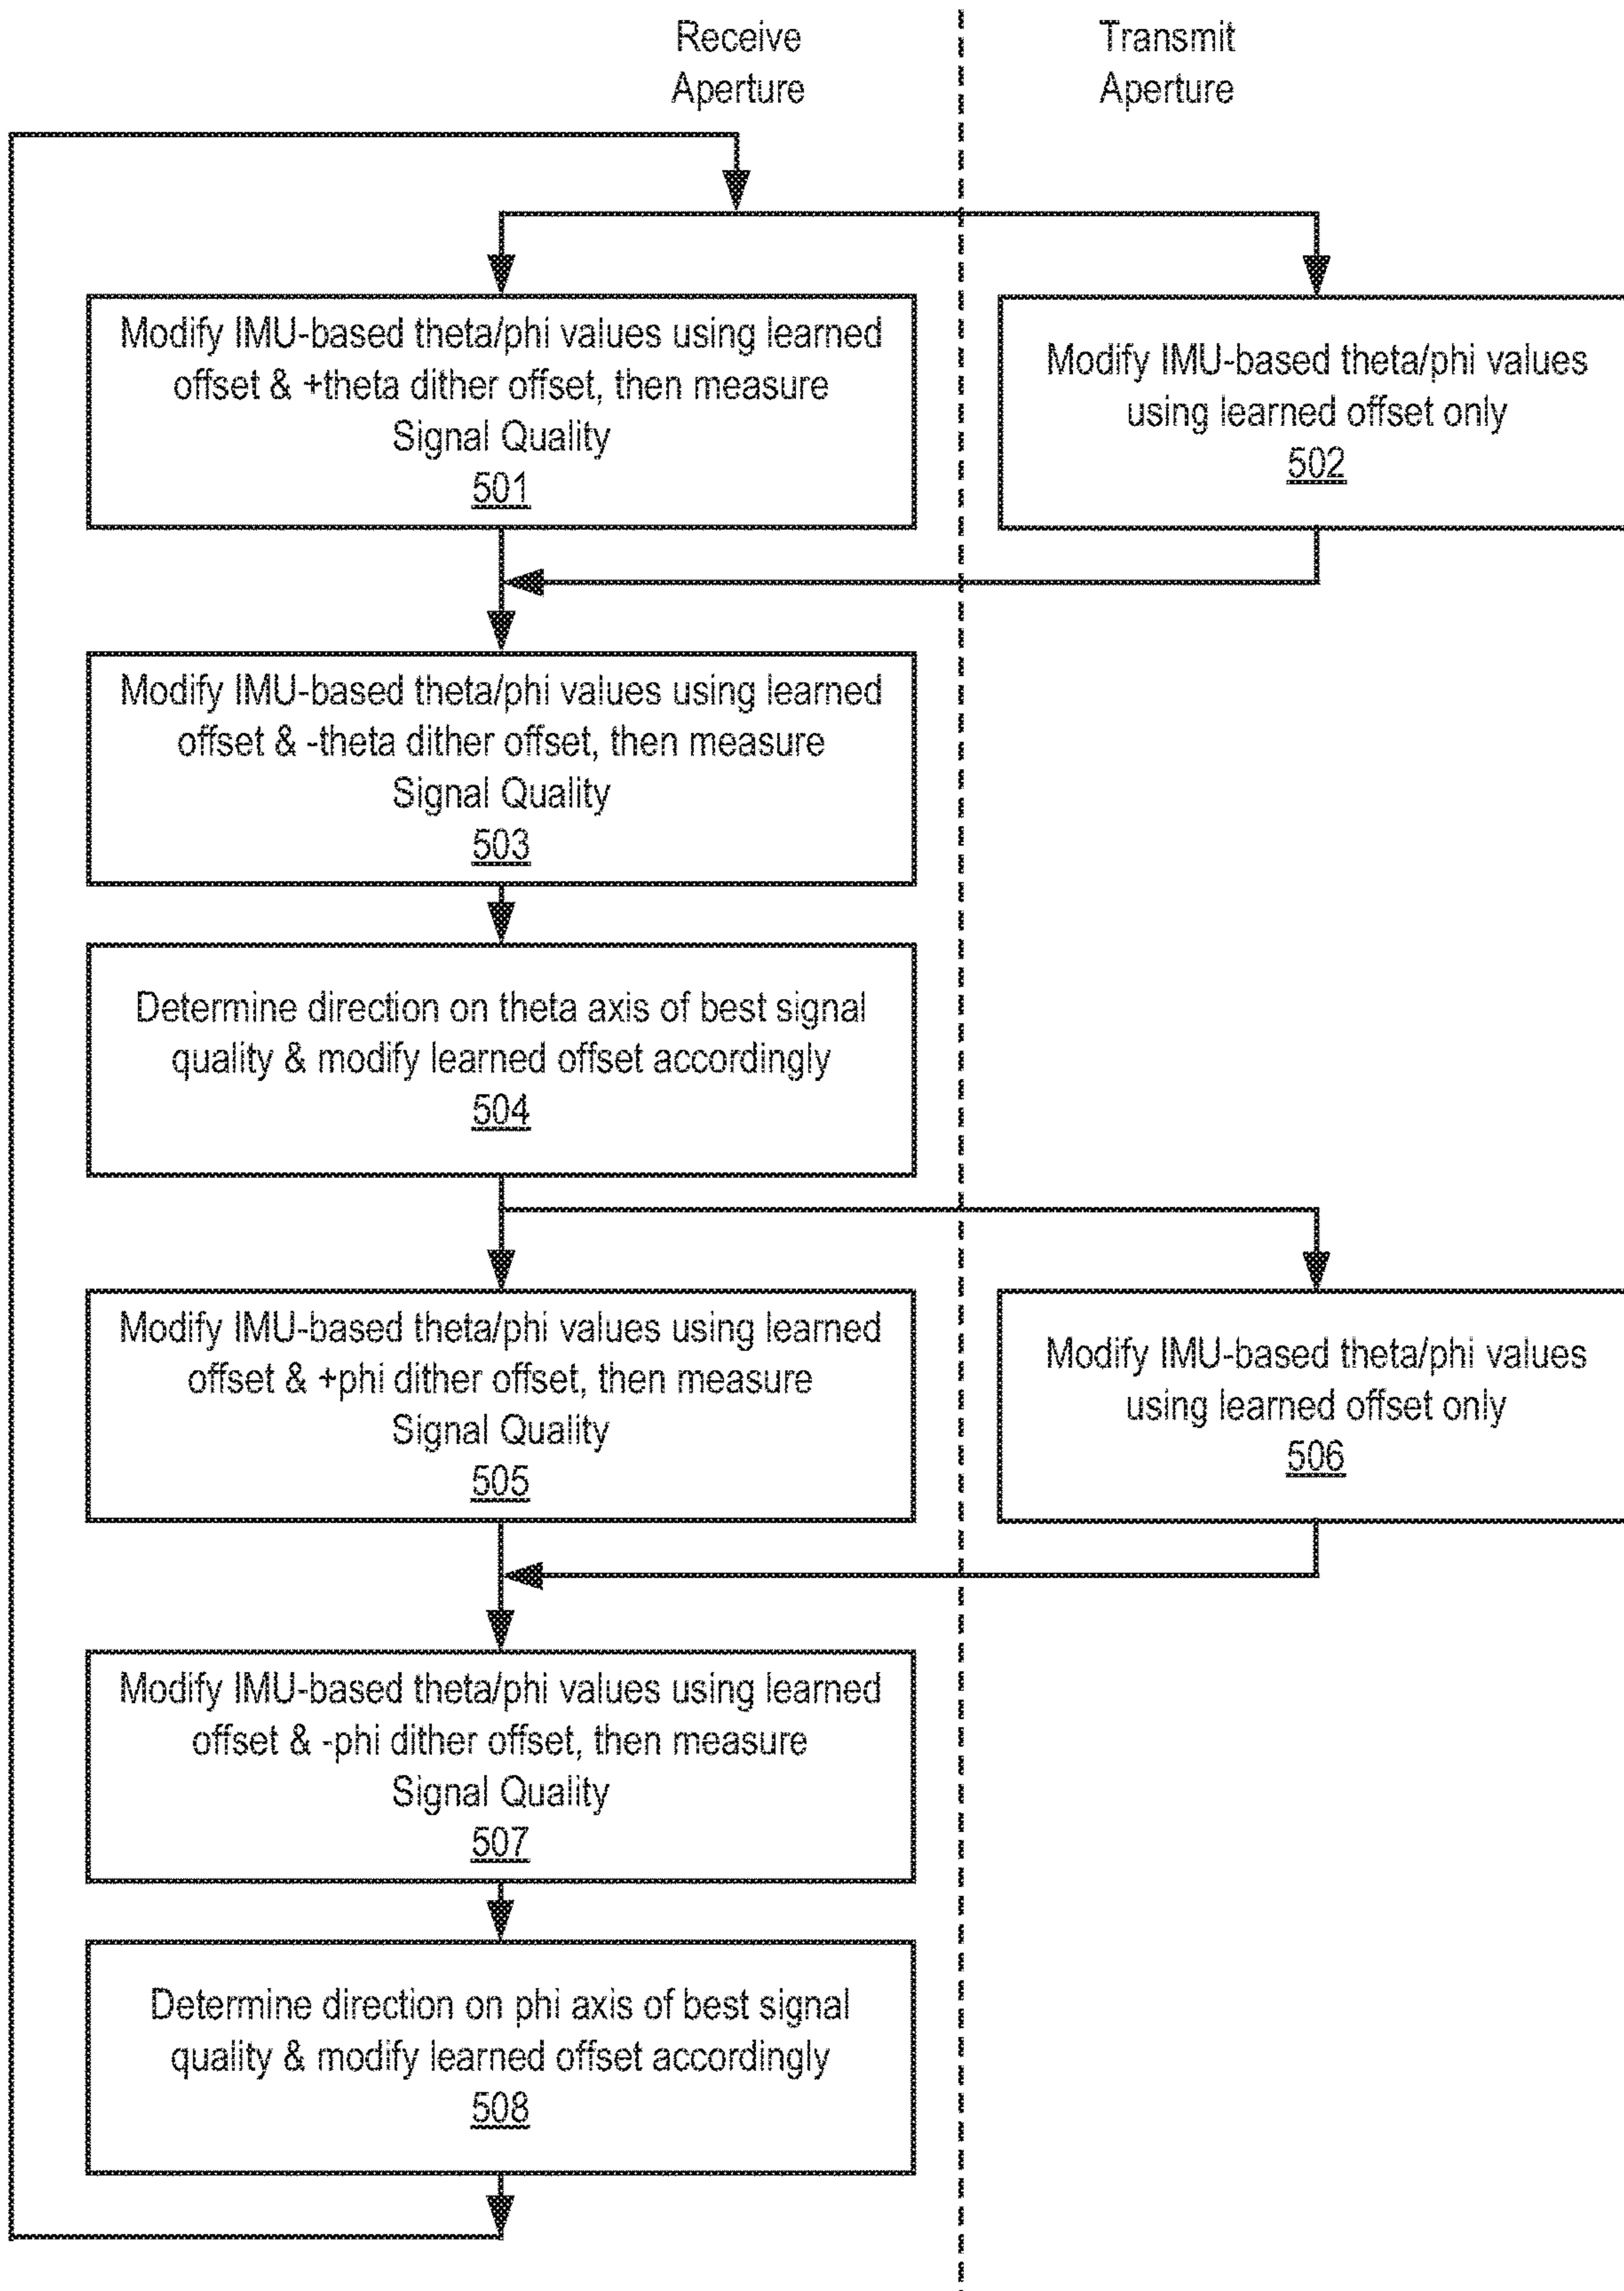 Receive
Aperture
Transmit
Aperture
Modify IMU-based theta/phi values using learned
offset & +theta dither offset, then measure
Signal Quality
501
Modify IMU-based theta/phi values
using learned offset only
502
Modify IMU-based theta/phi values using learned
offset & -theta dither offset, then measure
Signal Quality
503
Determine direction on theta axis of best signal
quality & modify learned offset accordingly
504
Modify IMU-based theta/phi values using learned
offset & +phi dither offset, then measure
Signal Quality
505
Modify IMU-based theta/phi values
using learned offset only
506
Modify IMU-based theta/phi values using learned
offset & -phi dither offset, then measure
Signal Quality
507
Determine direction on phi axis of best signal
quality & modify learned offset accordingly
508